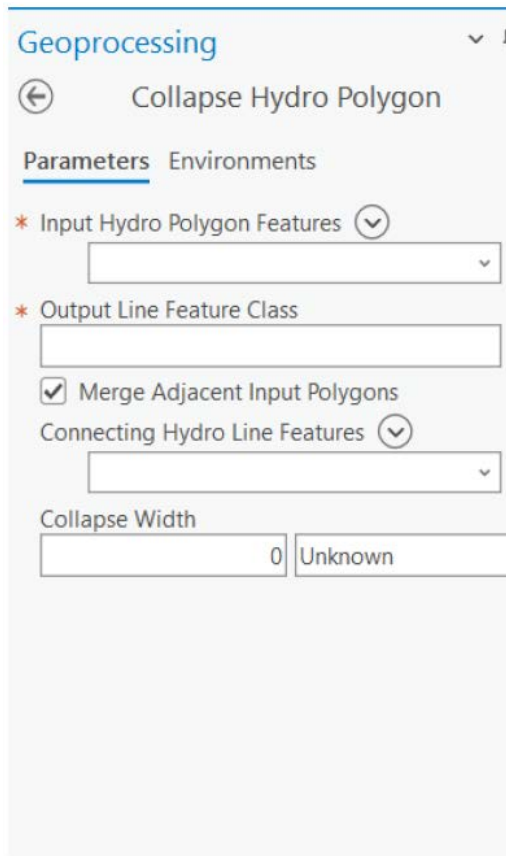 Geoprocessing
Collapse Hydro Polygon
Parameters Environments
* Input Hydro Polygon Features
* Output Line Feature Class
Merge Adjacent Input Polygons
Connecting Hydro Line Features
Collapse Width
0 Unknown